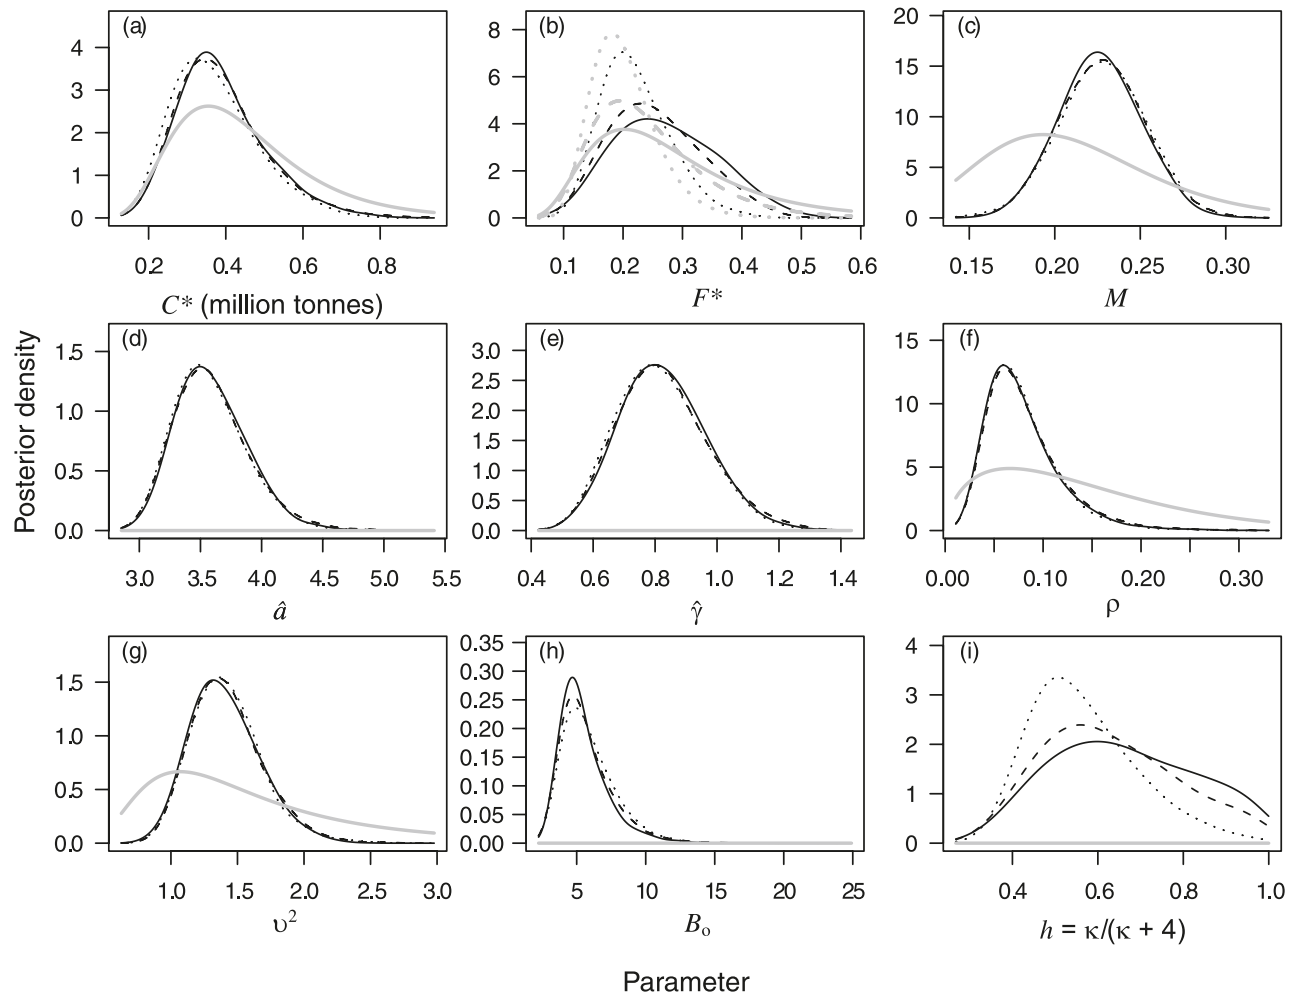 (a)
4
3
2
1
0
0.2 0.4 0.6 0.8
C* (million tonnes)
(b)
8
6
4
2
0
0.1 0.2 0.3 0.4 0.5 0.6
F*
(c)
20
15
10
5
0
0.15 0.20 0.25 0.30
M
Posterior density
(d)
1.5
1.0
0.5
0.0
3.0 3.5 4.0 4.5 5.0 5.5
â
(e)
3.0
2.5
2.0
1.5
1.0
0.5
0.0
0.4 0.6 0.8 1.0 1.2 1.4
γ̂
(f)
15
10
5
0
0.00 0.10 0.20 0.30
ρ
(g)
1.5
1.0
0.5
0.0
1.0 1.5 2.0 2.5 3.0
υ²
(h)
0.35
0.30
0.25
0.20
0.15
0.10
0.05
0.00
5 10 15 20 25
Bₒ
(i)
4
3
2
1
0
0.4 0.6 0.8 1.0
h = κ/(κ + 4)
Parameter